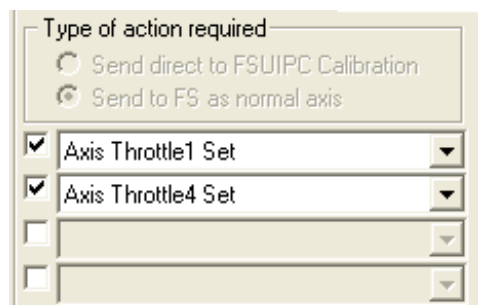 Type of action required
Send direct to FSUIPC Calibration
Send to FS as normal axis
Axis Throttle1 Set
Axis Throttle4 Set